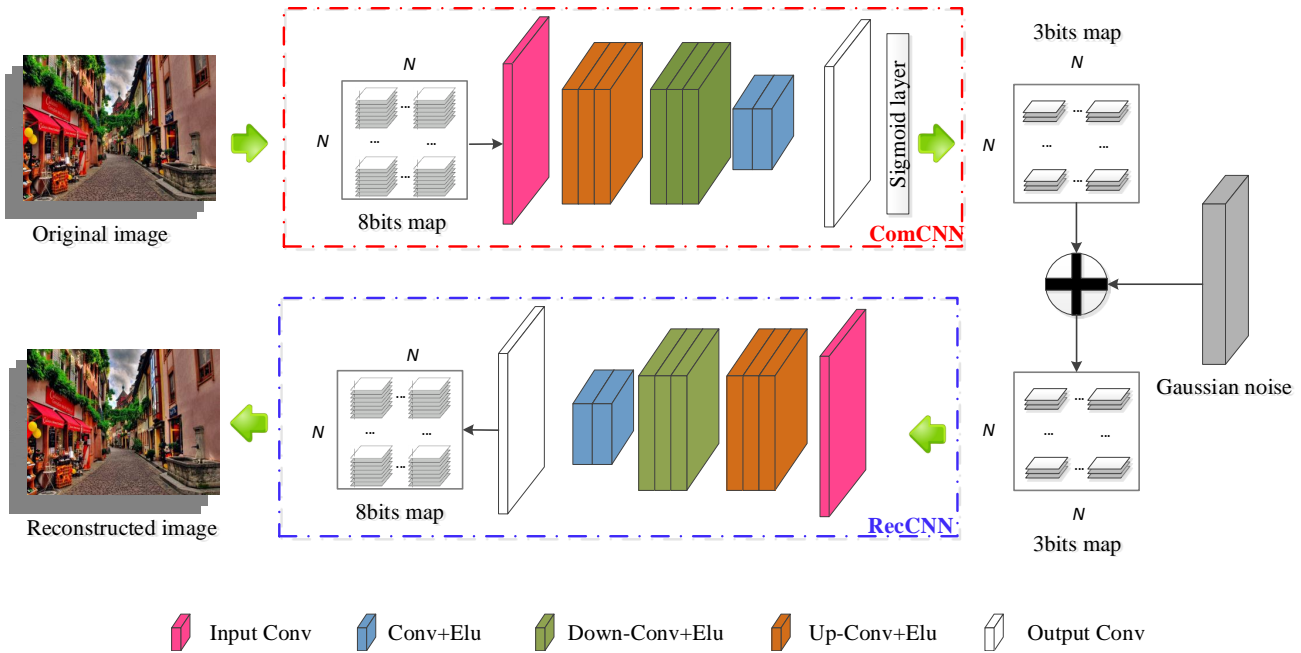 Original image
N
N
...
...
...
...
8bits map
Sigmoid layer
ComCNN
3bits map
N
N
...
...
...
...
Gaussian noise
Reconstructed image
N
N
...
...
...
...
8bits map
RecCNN
N
...
...
...
...
N
3bits map
Input Conv
Conv+Elu
Down-Conv+Elu
Up-Conv+Elu
Output Conv